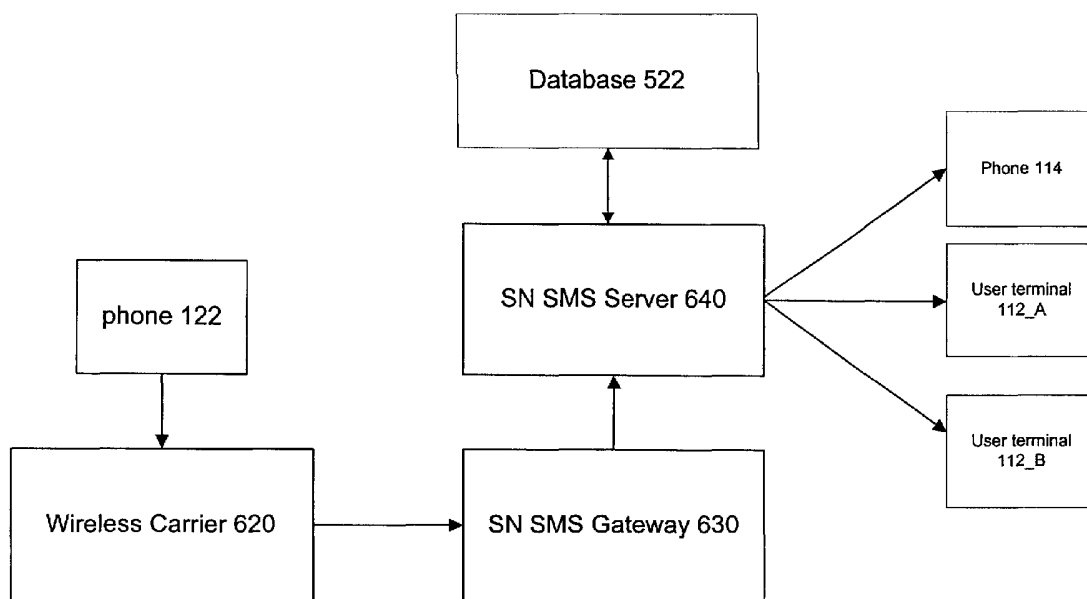 Database 522
Phone 114
SN SMS Server 640
User terminal
112_A
phone 122
User terminal
112_B
Wireless Carrier 620
SN SMS Gateway 630